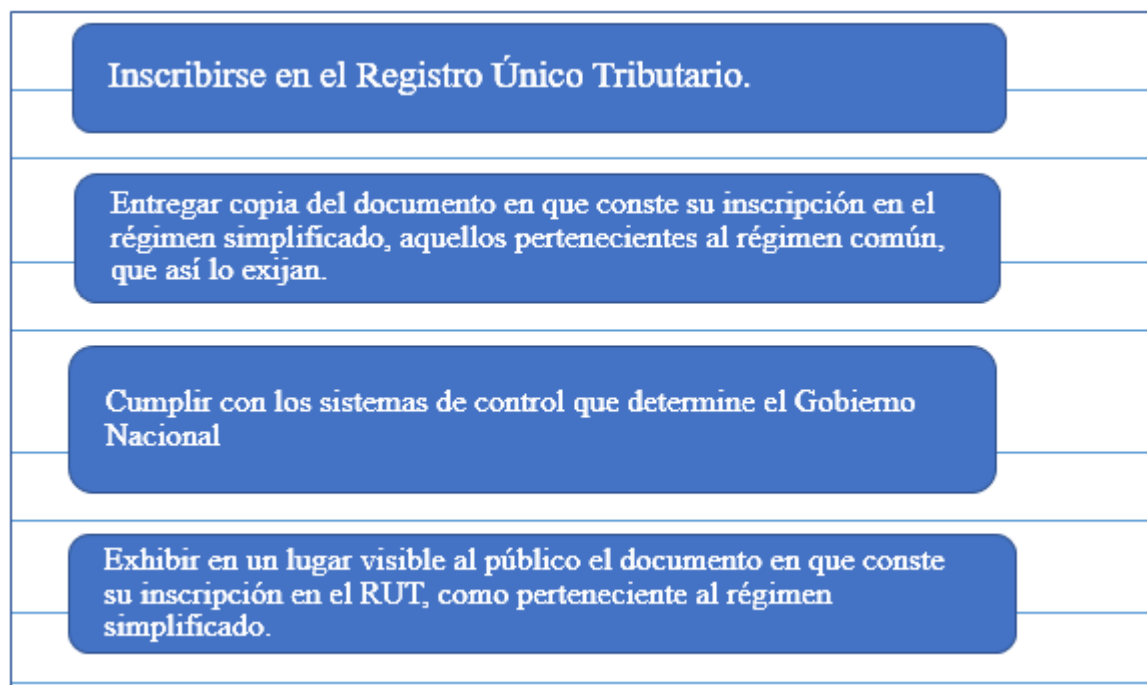 Inscribirse en el Registro Único Tributario.
Entregar copia del documento en que conste su inscripción en el
régimen simplificado, aquellos pertenecientes al régimen común,
que así lo exijan.
Cumplir con los sistemas de control que determine el Gobierno
Nacional
Exhibir en un lugar visible al público el documento en que conste
su inscripción en el RUT, como perteneciente al régimen
simplificado.